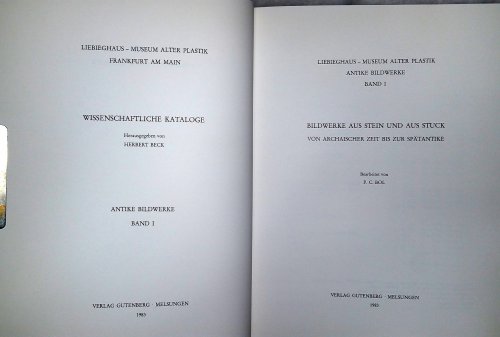 LIEBIEGHAUS – MUSEUM ALTER PLASTIK
FRANKFURT AM MAIN
WISSENSCHAFTLICHE KATALOGE
Herausgegeben von
HERBERT BECK
ANTIKE BILDWERKE
BAND I
VERLAG GUTENBERG · MELSUNGEN
1983
LIEBIEGHAUS – MUSEUM ALTER PLASTIK
ANTIKE BILDWERKE
BAND I
BILDWERKE AUS STEIN UND AUS STUCK
VON ARCHAISCHER ZEIT BIS ZUR SPÄTANTIKE
Bearbeitet von
P. C. BOL
VERLAG GUTENBERG · MELSUNGEN
1983